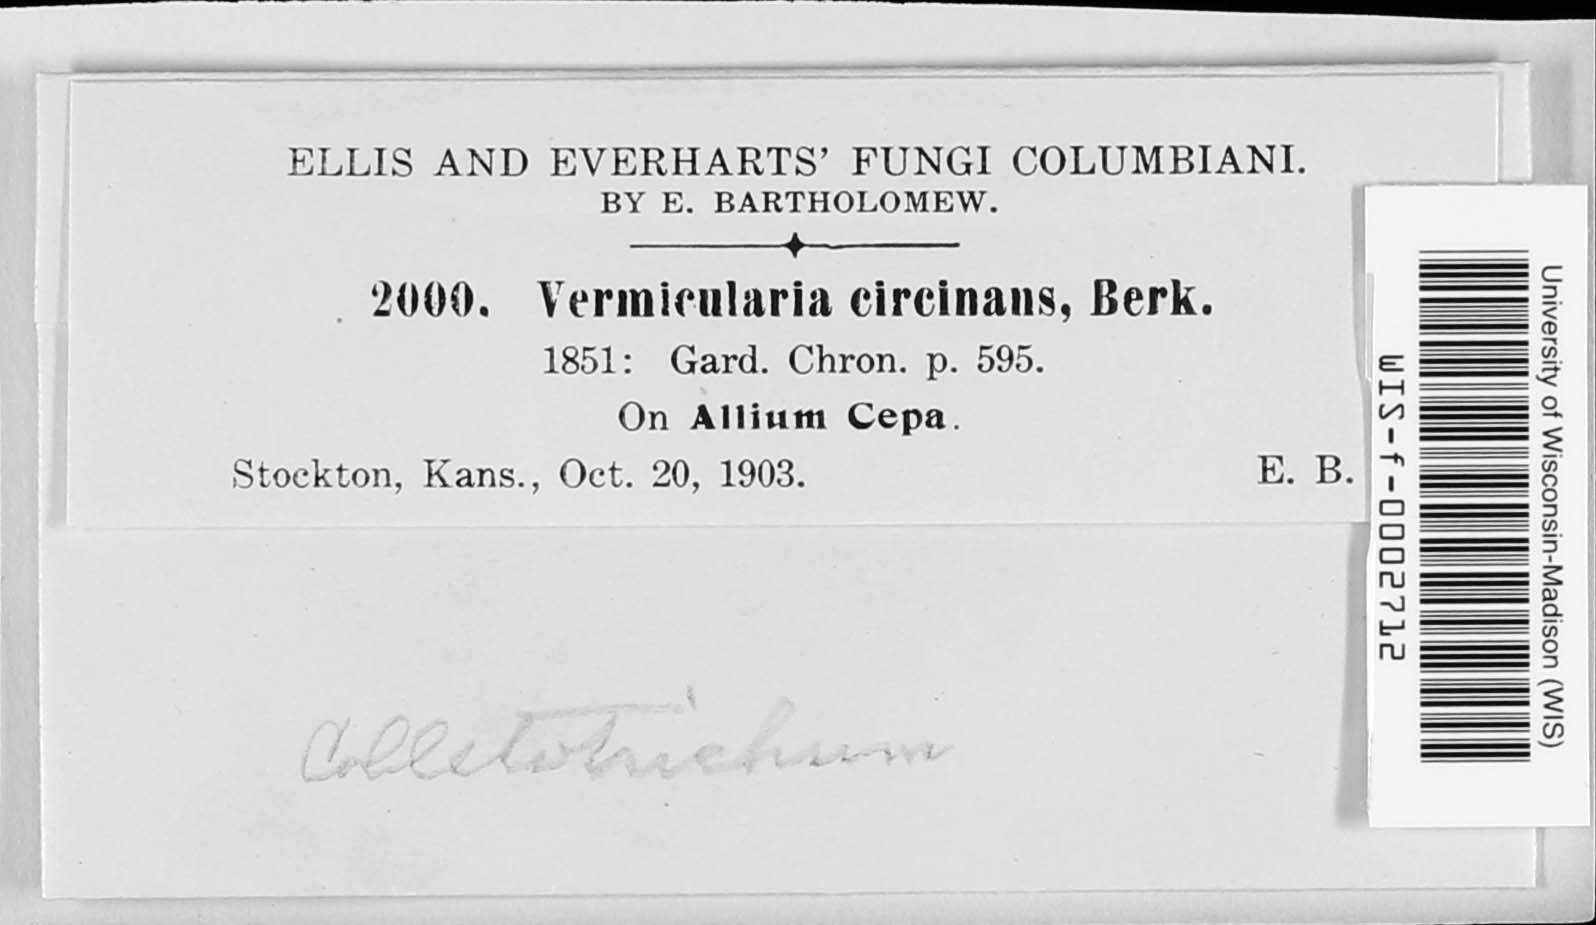 ELLIS AND EVERHARTS' FUNGI COLUMBIANI.
BY E. BARTHOLOMEW.
2000. Vermicularia circinans, Berk.
1851: Gard. Chron. p. 595.
On Allium Cepa.
Stockton, Kans., Oct. 20, 1903. E. B.
Colletotrichum
WIS-f-0002712
University of Wisconsin-Madison (WIS)